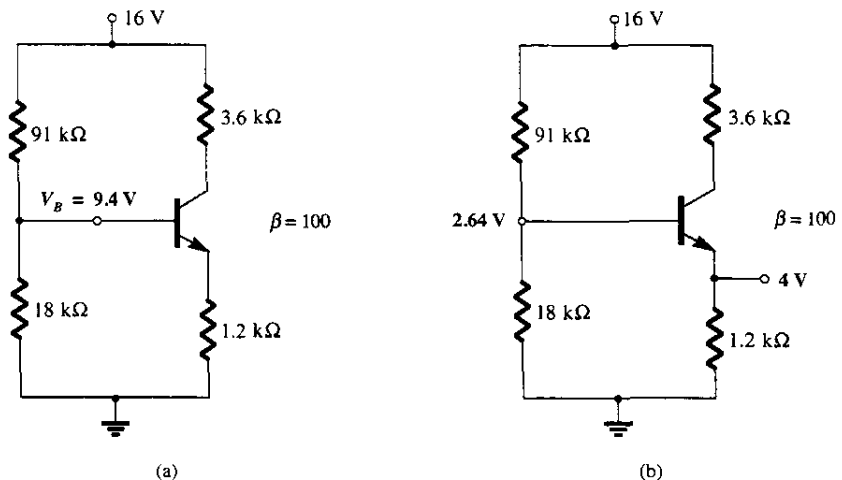 16 V
3.6 kΩ
91 kΩ
V_B = 9.4 V
β = 100
18 kΩ
1.2 kΩ
(a)
16 V
3.6 kΩ
91 kΩ
2.64 V
β = 100
4 V
18 kΩ
1.2 kΩ
(b)